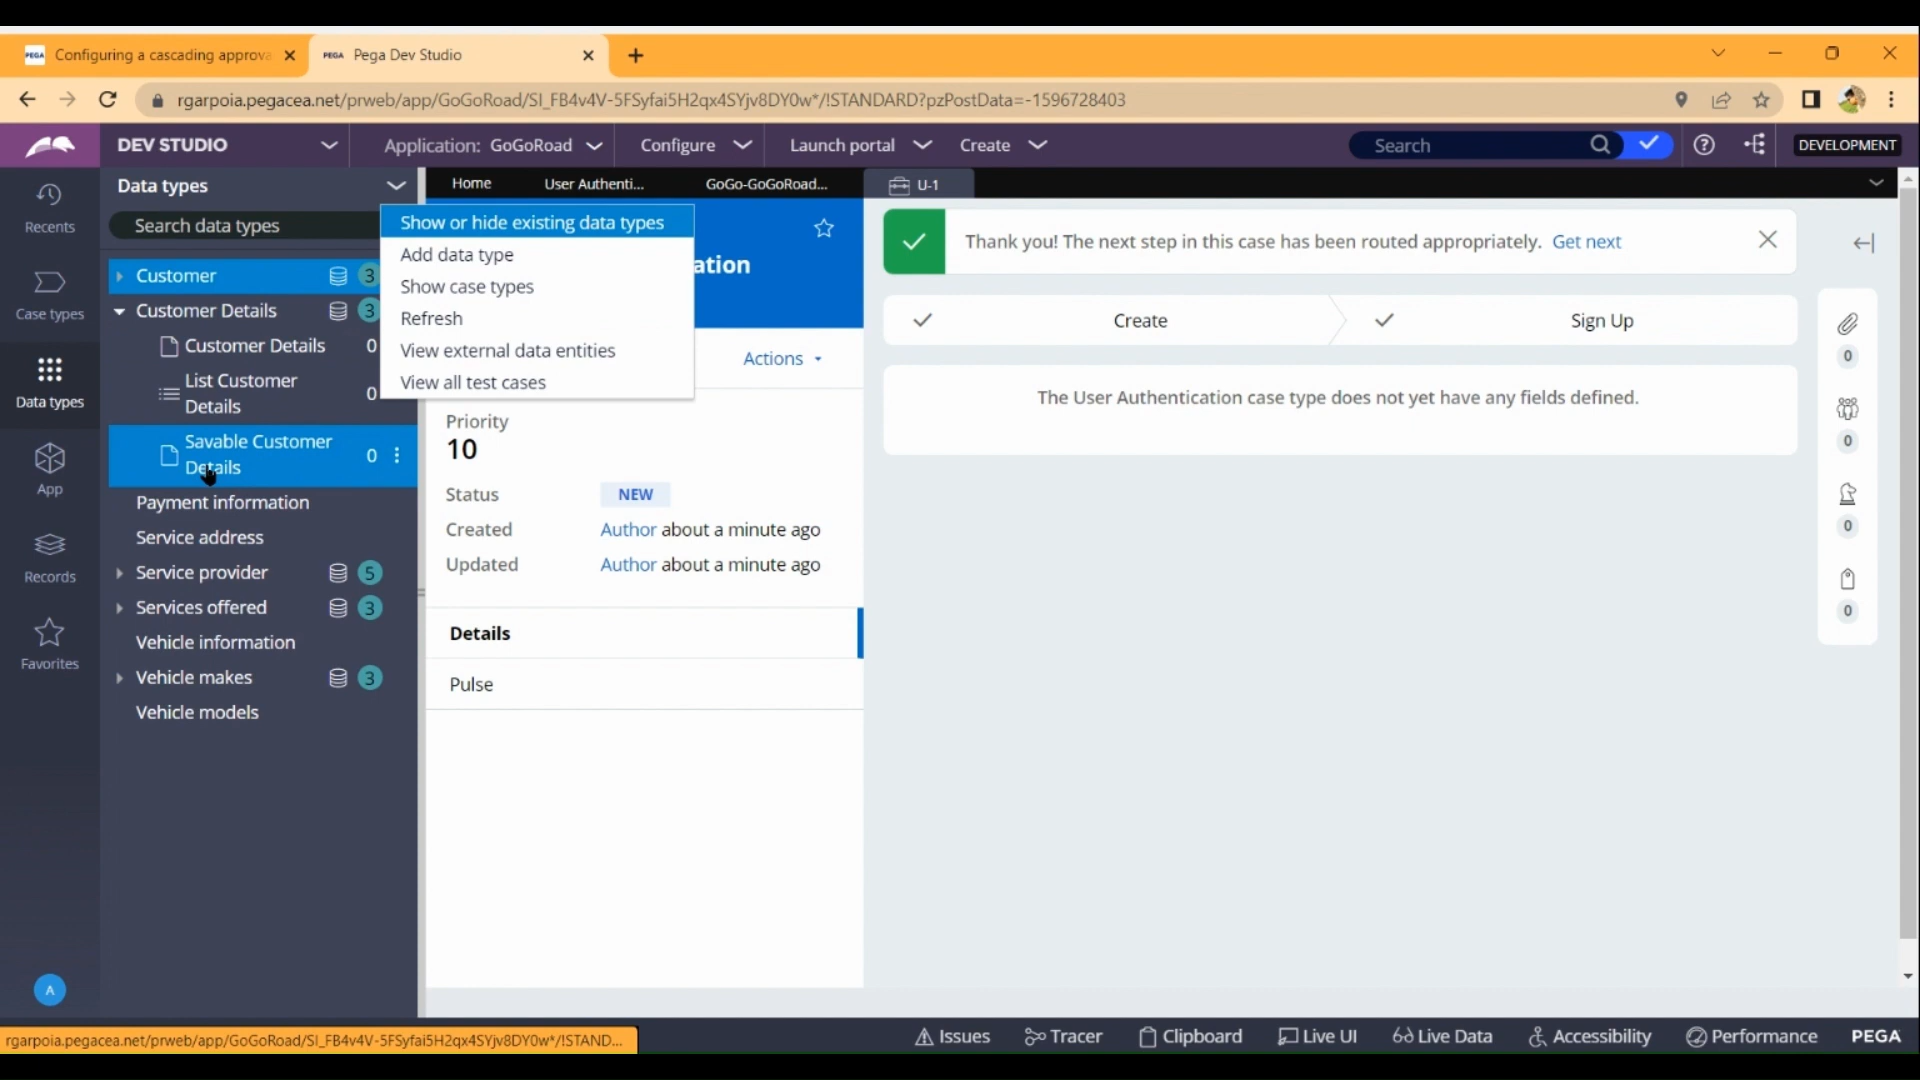 PEGA Configuring a cascading approva
PEGA Pega Dev Studio
rgarpoia.pegacea.net/prweb/app/GoGoRoad/SI_FB4v4V-5FSyfai5H2qx4SYjv8DY0w*/!STANDARD?pzPostData=-1596728403
DEV STUDIO
Application: GoGoRoad
Configure
Launch portal
Create
Search
DEVELOPMENT
Recents
Case types
Data types
App
Records
Favorites
A
Data types
Search data types
Customer 3
Customer Details 3
Customer Details 0
List Customer
Details 0
Savable Customer
Details 0
Payment information
Service address
Service provider 5
Services offered 3
Vehicle information
Vehicle makes 3
Vehicle models
Show or hide existing data types
Add data type
Show case types
Refresh
View external data entities
View all test cases
Home
User Authenti...
GoGo-GoGoRoad...
U-1
ation
Actions
Priority
10
Status NEW
Created Author about a minute ago
Updated Author about a minute ago
Details
Pulse
Thank you! The next step in this case has been routed appropriately. Get next
Create
Sign Up
The User Authentication case type does not yet have any fields defined.
0
0
0
0
rgarpoia.pegacea.net/prweb/app/GoGoRoad/SI_FB4v4V-5FSyfai5H2qx4SYjv8DY0w*/!STAND...
Issues
Tracer
Clipboard
Live UI
Live Data
Accessibility
Performance
PEGA